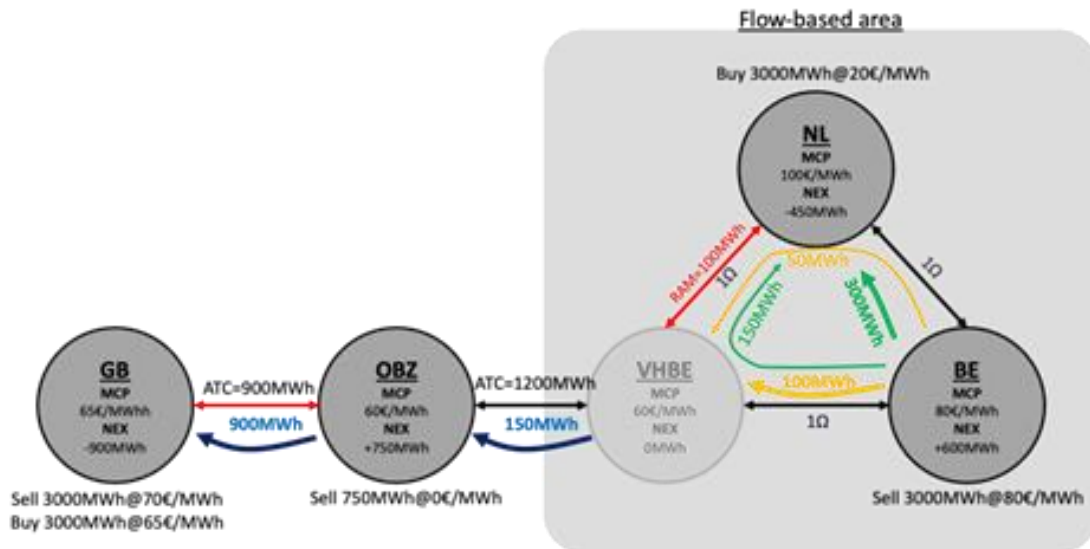 Flow-based area
Buy 3000MWh@20€/MWh
NL
MCP
100€/MWh
NEX
-450MWh
RAM=100MWh
1Ω
50MWh
1Ω
150MWh
300MWh
GB
MCP
65€/MWhh
NEX
-900MWh
ATC=900MWh
900MWh
OBZ
MCP
60€/MWh
NEX
+750MWh
ATC=1200MWh
150MWh
VHBE
MCP
60€/MWh
NEX
0MWh
100MWh
1Ω
BE
MCP
80€/MWh
NEX
+600MWh
Sell 3000MWh@70€/MWh
Buy 3000MWh@65€/MWh
Sell 750MWh@0€/MWh
Sell 3000MWh@80€/MWh